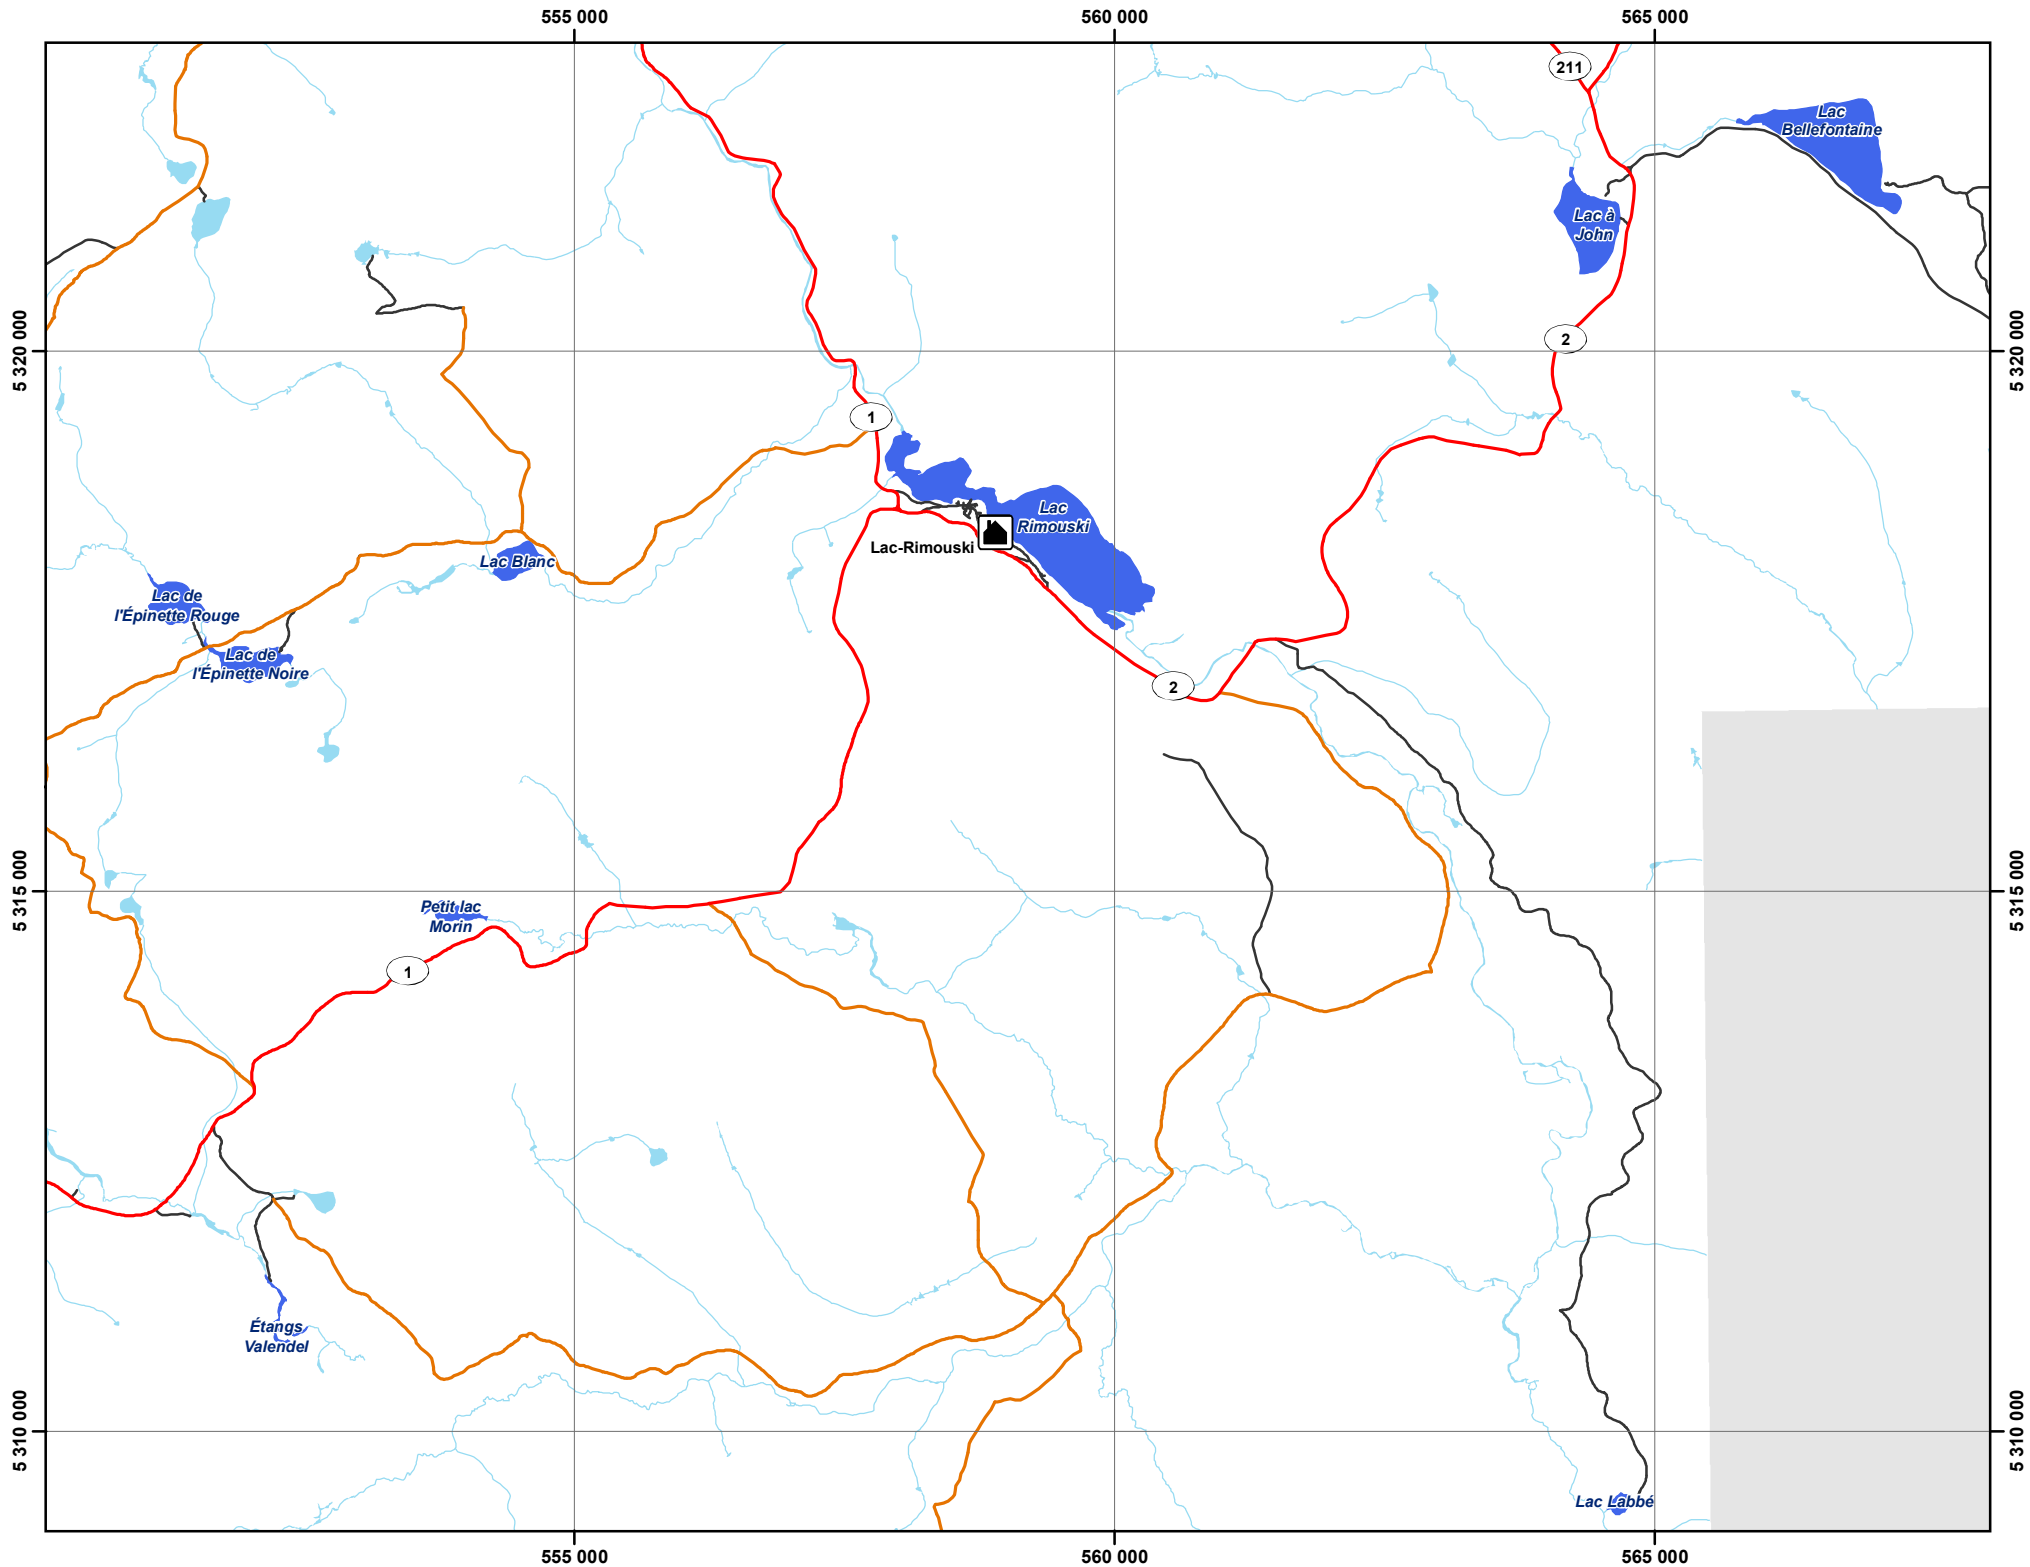 555 000
560 000
565 000
211
Lac
Bellefontaine
Lac à
John
5 320 000
2
5 320 000
1
Lac
Rimouski
Lac-Rimouski
Lac Blanc
Lac de
l'Épinette Rouge
Lac de
l'Épinette Noire
2
5 315 000
5 315 000
Petit lac
Morin
1
Étangs
Valendel
5 310 000
5 310 000
Lac Labbé
555 000
560 000
565 000